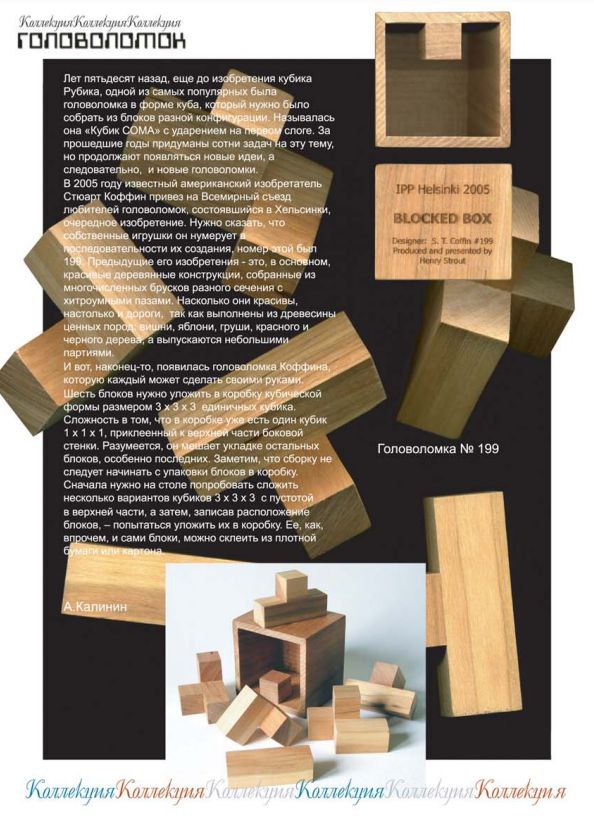 КоллекцияКоллекцияКоллекция
ГОЛОВОЛОМОК
Лет пятьдесят назад, еще до изобретения кубика
Рубика, одной из самых популярных была
головоломка в форме куба, который нужно было
собрать из блоков разной конфигурации. Называлась
она «Кубик СОМА» с ударением на первом слоге. За
прошедшие годы придуманы сотни задач на эту тему,
но продолжают появляться новые идеи, а
следовательно, и новые головоломки.
В 2005 году известный американский изобретатель
Стюарт Коффин привез на Всемирный съезд
любителей головоломок, состоявшийся в Хельсинки,
очередное изобретение. Нужно сказать, что
собственные игрушки он нумерует в
последовательности их создания, номер этой был
199. Предыдущие его изобретения - это, в основном,
красивые деревянные конструкции, собранные из
многочисленных брусков разного сечения с
хитроумными пазами. Насколько они красивы,
настолько и дороги, так как выполнены из древесины
ценных пород: вишни, яблони, груши, красного и
черного дерева, а выпускаются небольшими
партиями.
И вот, наконец-то, появилась головоломка Коффина,
которую каждый может сделать своими руками.
Шесть блоков нужно уложить в коробку кубической
формы размером 3 х 3 х 3 единичных кубика.
Сложность в том, что в коробке уже есть один кубик
1 х 1 х 1, приклеенный к верхней части боковой
стенки. Разумеется, он мешает укладке остальных
блоков, особенно последних. Заметим, что сборку не
следует начинать с упаковки блоков в коробку.
Сначала нужно на столе попробовать сложить
несколько вариантов кубиков 3 х 3 х 3 с пустотой
в верхней части, а затем, записав расположение
блоков, – попытаться уложить их в коробку. Ее, как,
впрочем, и сами блоки, можно склеить из плотной
бумаги или картона.
А.Калинин
IPP Helsinki 2005
BLOCKED BOX
Designer: S. T. Coffin #199
Produced and presented by
Henry Strout
Головоломка № 199
КоллекцияКоллекцияКоллекцияКоллекцияКоллекцияКоллекция